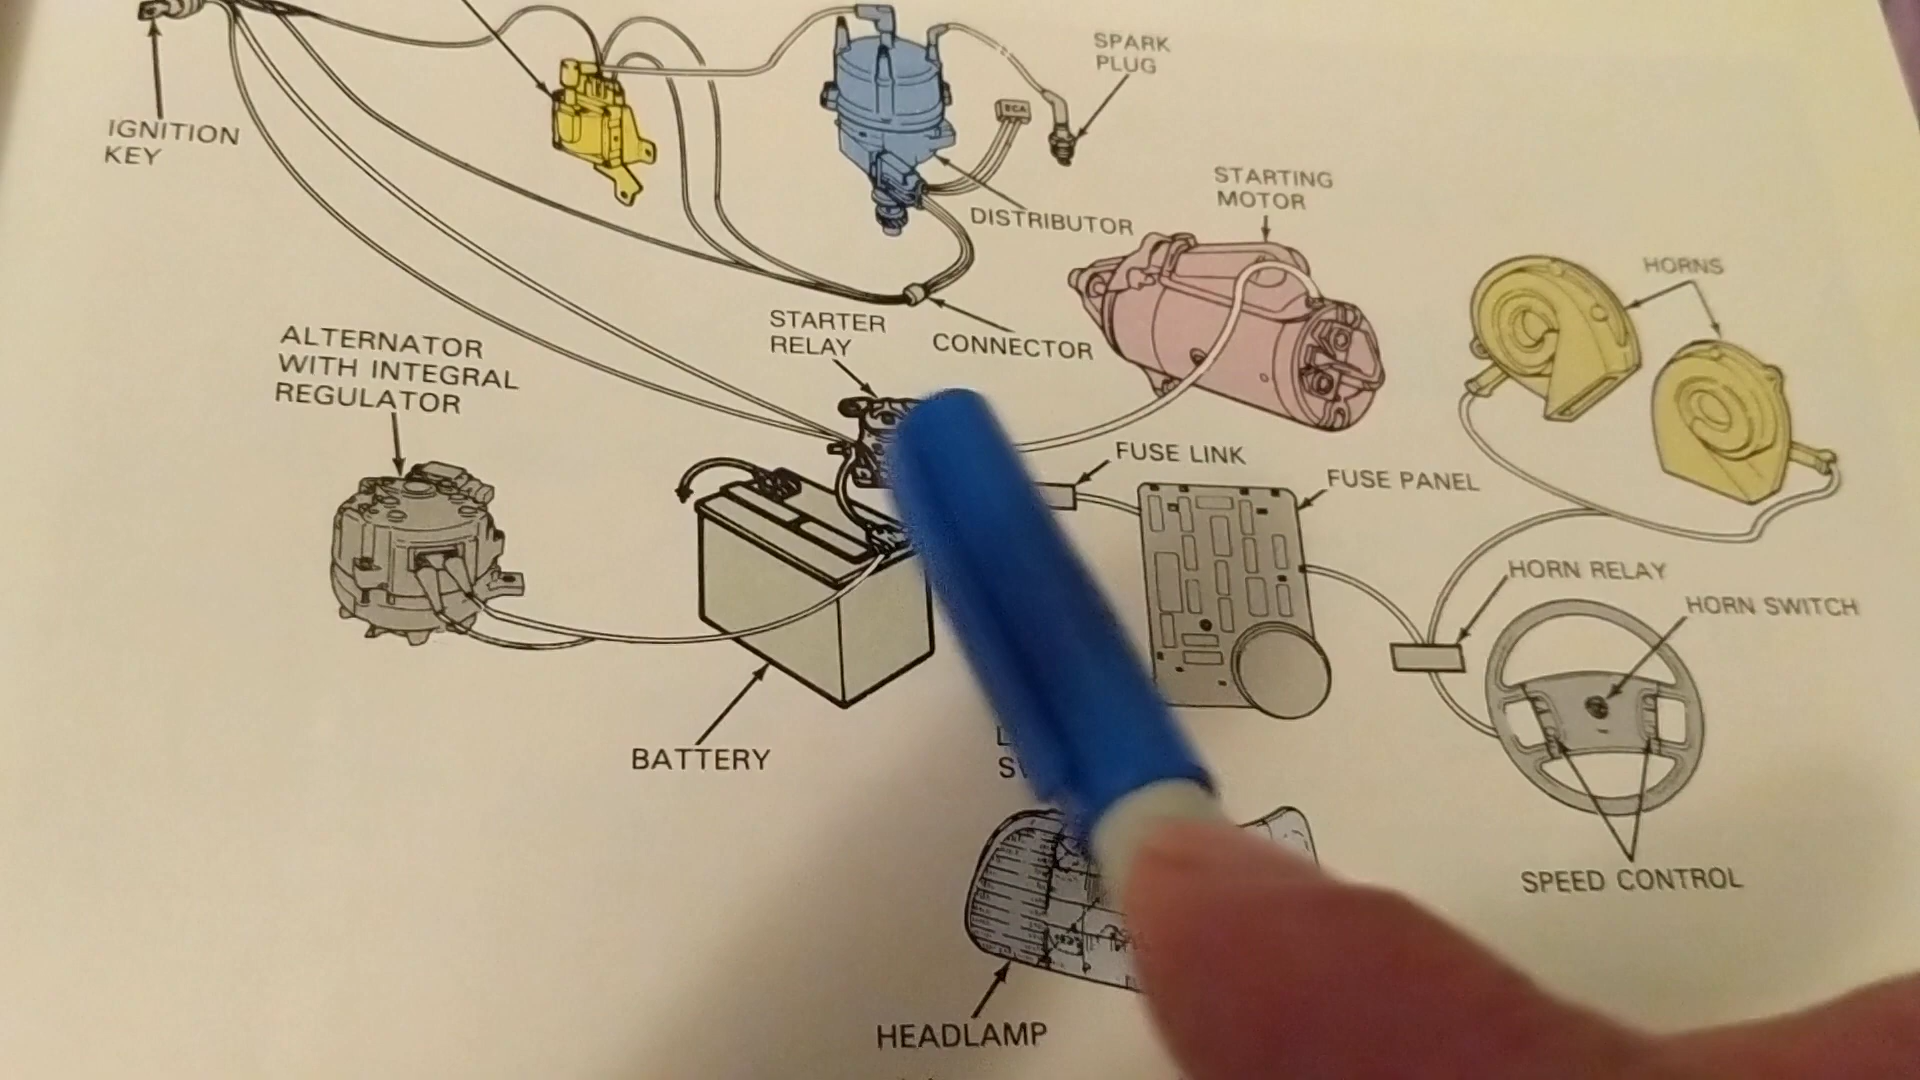 SPARK
PLUG
ECA
IGNITION
KEY
STARTING
MOTOR
DISTRIBUTOR
HORNS
STARTER
RELAY
CONNECTOR
ALTERNATOR
WITH INTEGRAL
REGULATOR
FUSE LINK
FUSE PANEL
HORN RELAY
HORN SWITCH
BATTERY
SPEED CONTROL
HEADLAMP